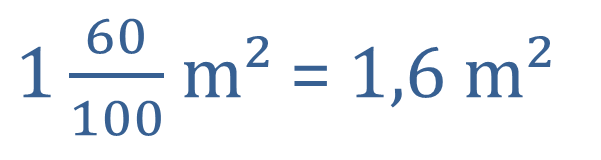 1 60/100 m² = 1,6 m²